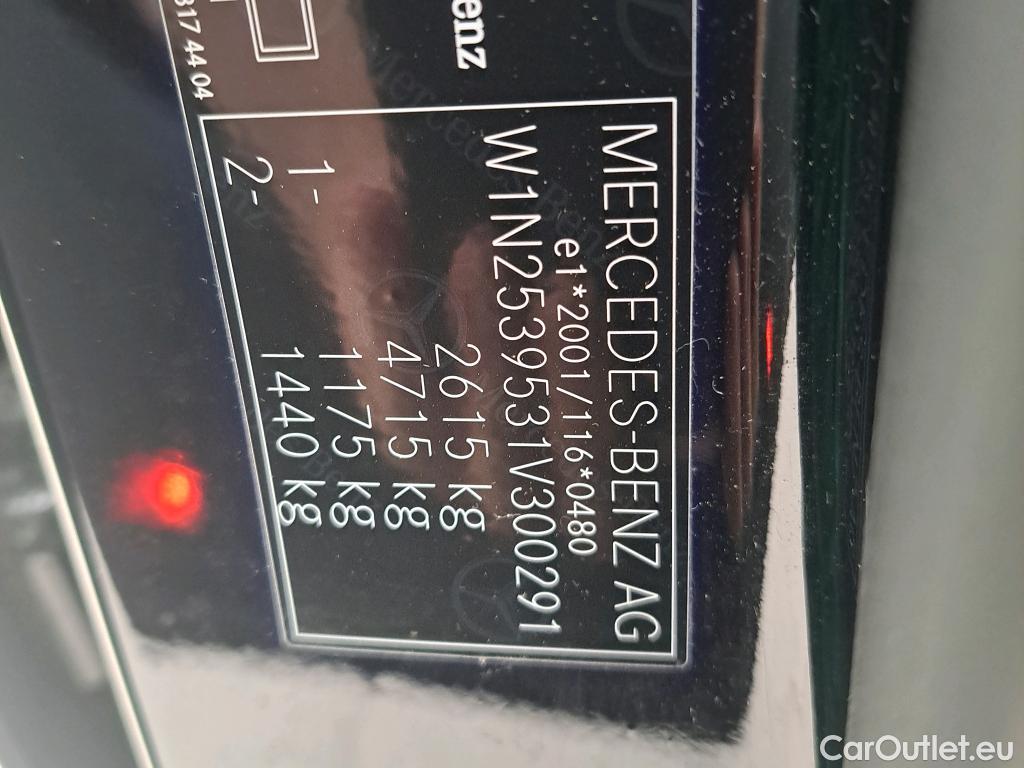 enz
817 44 04
MERCEDES-BENZ AG
e1*2001/116*0480
W1N2539531V300291
2615 kg
4715 kg
1- 1175 kg
2- 1440 kg
CarOutlet.eu